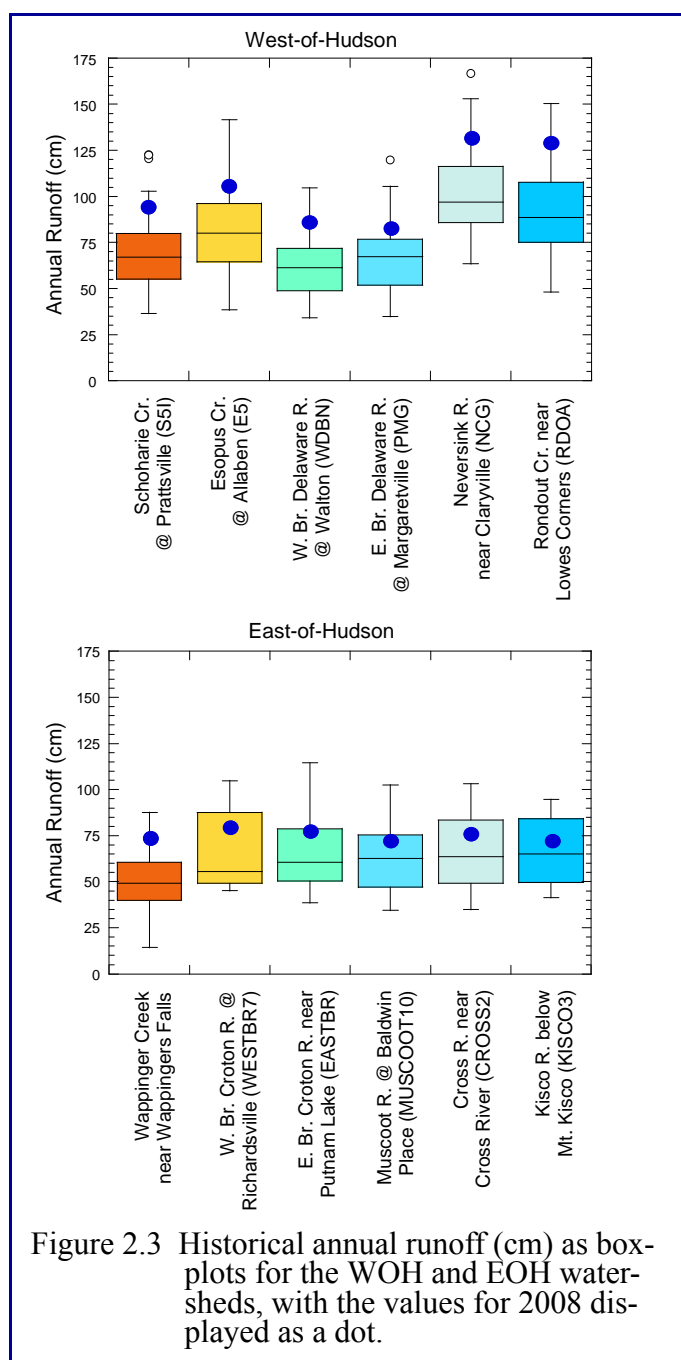 West-of-Hudson
175
150
125
100
75
50
25
0
Annual Runoff (cm)
Schoharie Cr.
@ Prattsville (S5I)
Esopus Cr.
@ Allaben (E5)
W. Br. Delaware R.
@ Walton (WDBN)
E. Br. Delaware R.
@ Margaretville (PMG)
Neversink R.
near Claryville (NCG)
Rondout Cr. near
Lowes Corners (RDOA)
East-of-Hudson
175
150
125
100
75
50
25
0
Annual Runoff (cm)
Wappinger Creek
near Wappingers Falls
W. Br. Croton R. @
Richardsville (WESTBR7)
E. Br. Croton R. near
Putnam Lake (EASTBR)
Muscoot R. @ Baldwin
Place (MUSCOOT10)
Cross R. near
Cross River (CROSS2)
Kisco R. below
Mt. Kisco (KISCO3)
Figure 2.3 Historical annual runoff (cm) as box-
plots for the WOH and EOH water-
sheds, with the values for 2008 dis-
played as a dot.